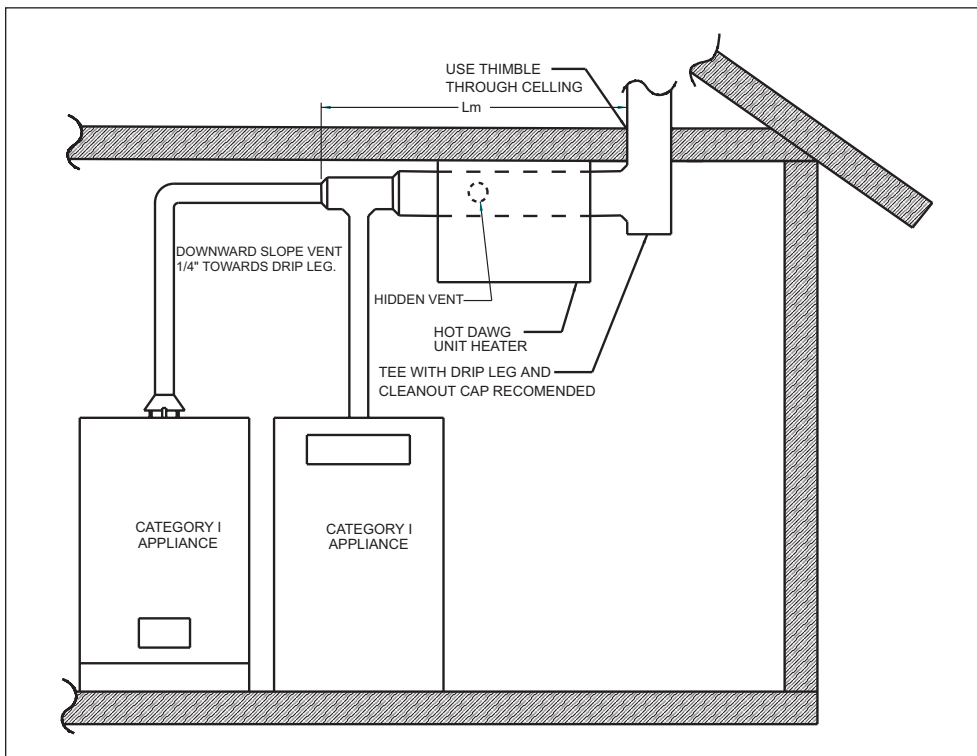 USE THIMBLE
THROUGH CELLING
Lm
DOWNWARD SLOPE VENT
1/4" TOWARDS DRIP LEG.
HIDDEN VENT
HOT DAWG
UNIT HEATER
TEE WITH DRIP LEG AND
CLEANOUT CAP RECOMENDED
CATEGORY I
APPLIANCE
CATEGORY I
APPLIANCE